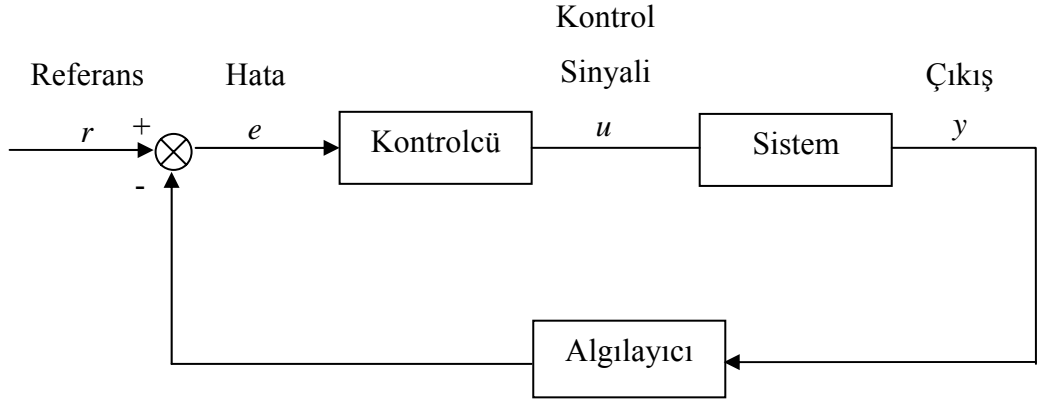 Kontrol
Sinyali
Referans
Hata
Çıkış
r
+
-
e
Kontrolcü
u
Sistem
y
Algılayıcı